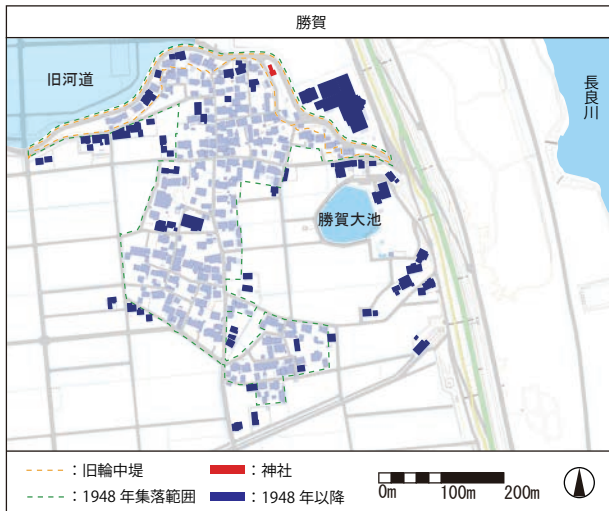 勝賀
旧河道
長良川
勝賀大池
：旧輪中堤
：神社
：1948 年集落範囲
：1948 年以降
0m 100m 200m